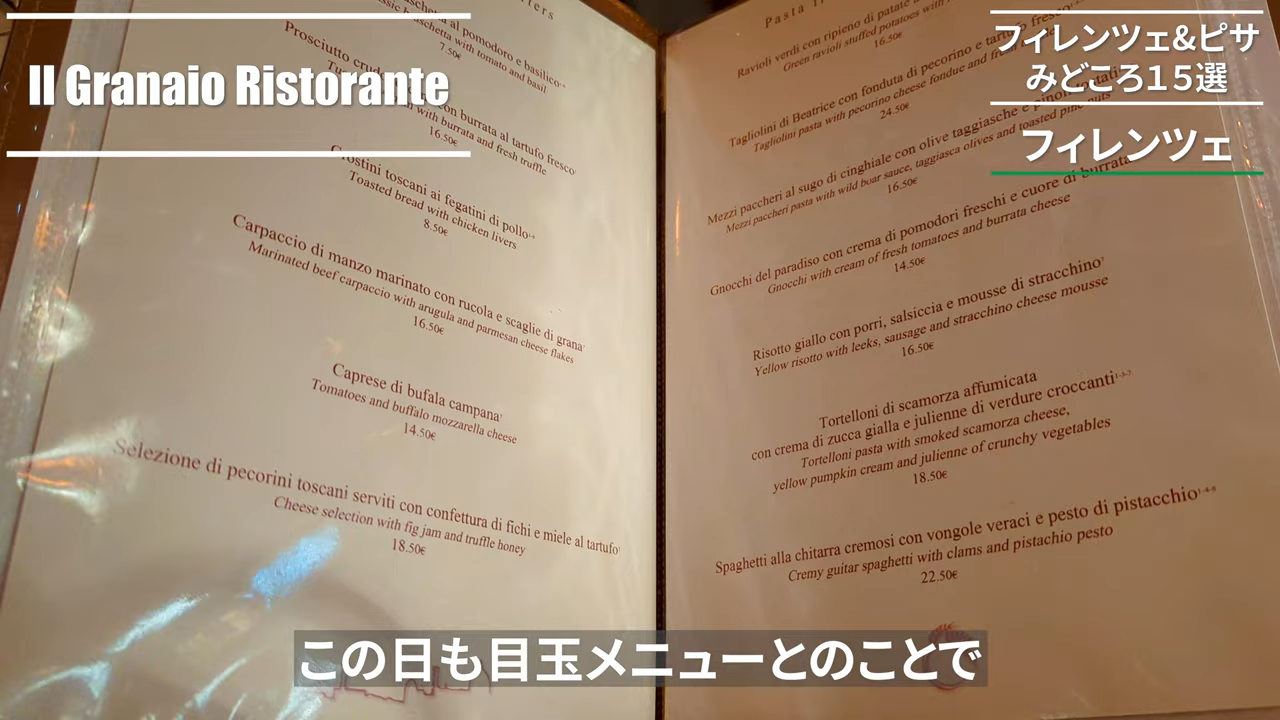 Il Granaio Ristorante
フィレンツェ&ピサ
みどころ15選
フィレンツェ
al pomodoro e basilico
bruschetta with tomato and basil
7.50€
Prosciutto crudo con burrata al tartufo fresco
with burrata and fresh truffle
16.50€
Crostini toscani ai fegatini di pollo
Toasted bread with chicken livers
8.50€
Carpaccio di manzo marinato con rucola e scaglie di grana
Marinated beef carpaccio with arugula and parmesan cheese flakes
16.50€
Caprese di bufala campana
Tomatoes and buffalo mozzarella cheese
14.50€
Selezione di pecorini toscani serviti con confettura di fichi e miele al tartufo
Cheese selection with fig jam and truffle honey
18.50€
Pasta
Ravioli verdi con ripieno di patate
Green ravioli stuffed potatoes with
16.50€
Tagliolini di Beatrice con fonduta di pecorino e tartufo fresco
Tagliolini pasta with pecorino cheese fondue and fresh
24.50€
Mezzi paccheri al sugo di cinghiale con olive taggiasche e pinoli tostati
Mezzi paccheri pasta with wild boar sauce, taggiasca olives and toasted pine nuts
16.50€
Gnocchi del paradiso con crema di pomodori freschi e cuore di burrata
Gnocchi with cream of fresh tomatoes and burrata cheese
14.50€
Risotto giallo con porri, salsiccia e mousse di stracchino
Yellow risotto with leeks, sausage and stracchino cheese mousse
16.50€
Tortelloni di scamorza affumicata
con crema di zucca gialla e julienne di verdure croccanti
Tortelloni pasta with smoked scamorza cheese,
yellow pumpkin cream and julienne of crunchy vegetables
18.50€
Spaghetti alla chitarra cremosi con vongole veraci e pesto di pistacchio
Cremy guitar spaghetti with clams and pistachio pesto
22.50€
この日も目玉メニューとのことで